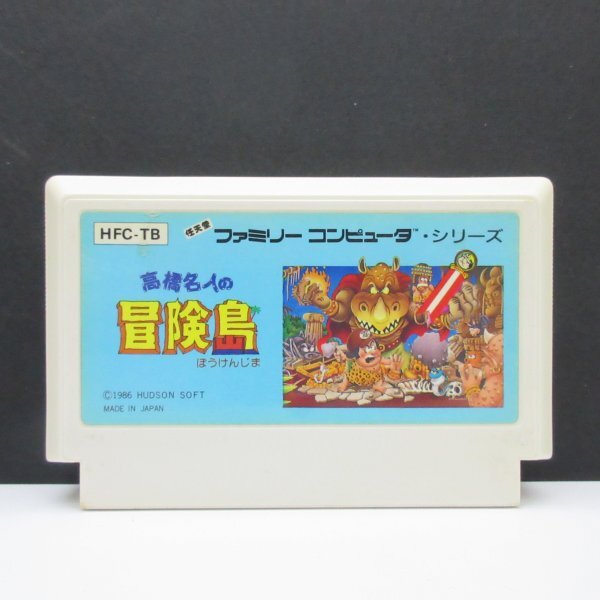 HFC-TB
任天堂 ファミリー コンピュータ™・シリーズ
高橋名人の
冒険島
ぼうけんじま
©1986 HUDSON SOFT
MADE IN JAPAN